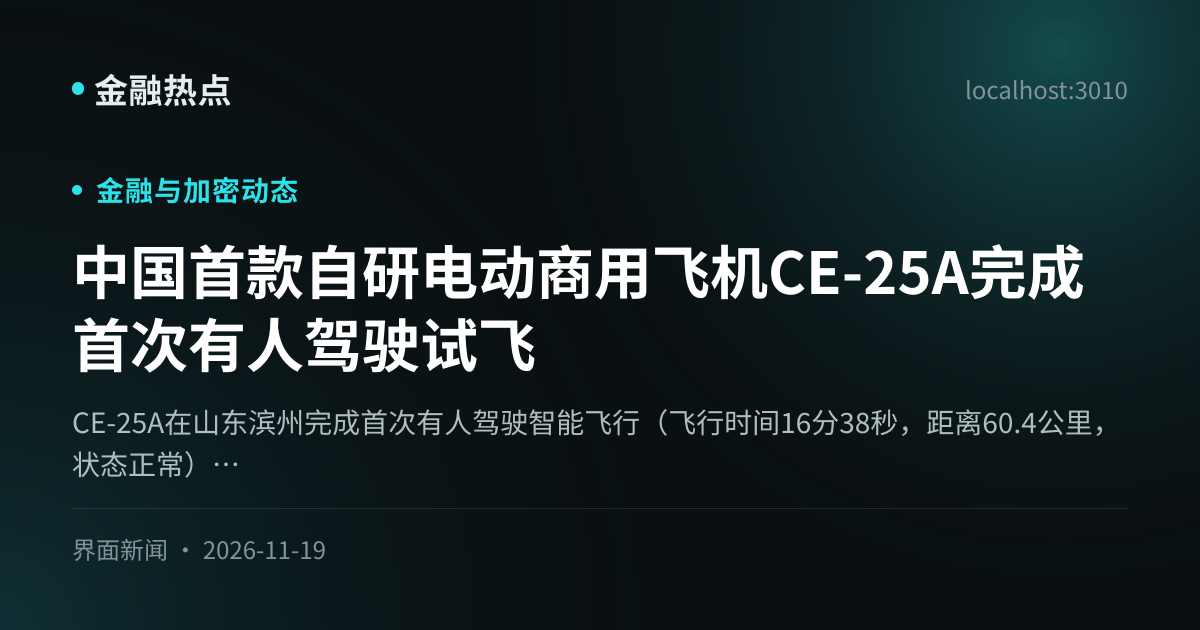 金融热点
localhost:3010
金融与加密动态
中国首款自研电动商用飞机CE-25A完成
首次有人驾驶试飞
CE-25A在山东滨州完成首次有人驾驶智能飞行（飞行时间16分38秒，距离60.4公里，
状态正常）…
界面新闻 • 2026-11-19